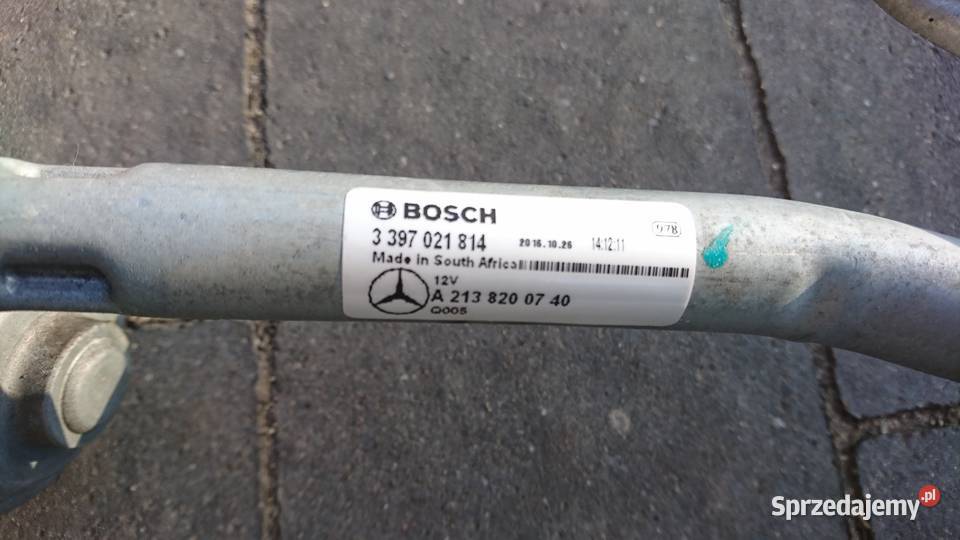 BOSCH
3 397 021 814 2016.10.26 14:12:11 978
Made in South Africa
12V
A 213 820 07 40
Q005
Sprzedajemy.pl